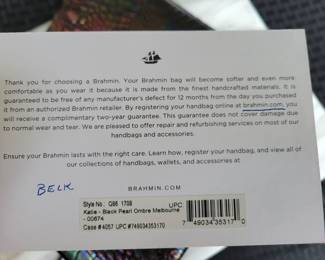 Thank you for choosing a Brahmin. Your Brahmin bag will become softer and even more
comfortable as you wear it because it is made from the finest handcrafted materials. It is
guaranteed to be free of any manufacturer's defect for 12 months from the day you purchased
it from an authorized Brahmin retailer. By registering your handbag online at brahmin.com, you
will receive a complimentary two-year guarantee. This guarantee does not cover damage due
to normal wear and tear. We are pleased to offer repair and refurbishing services on most of our
handbags and accessories.
Ensure your Brahmin lasts with the right care. Learn how, register your handbag, and view all
of our collections of handbags, wallets, and accessories at
BELK
BRAHMIN.COM
Style No : Q86 1708
Katie - Black Pearl Ombre Melbourne
- 00674
Case # 4057 UPC #749034353170
UPC
7 49034 35317 0